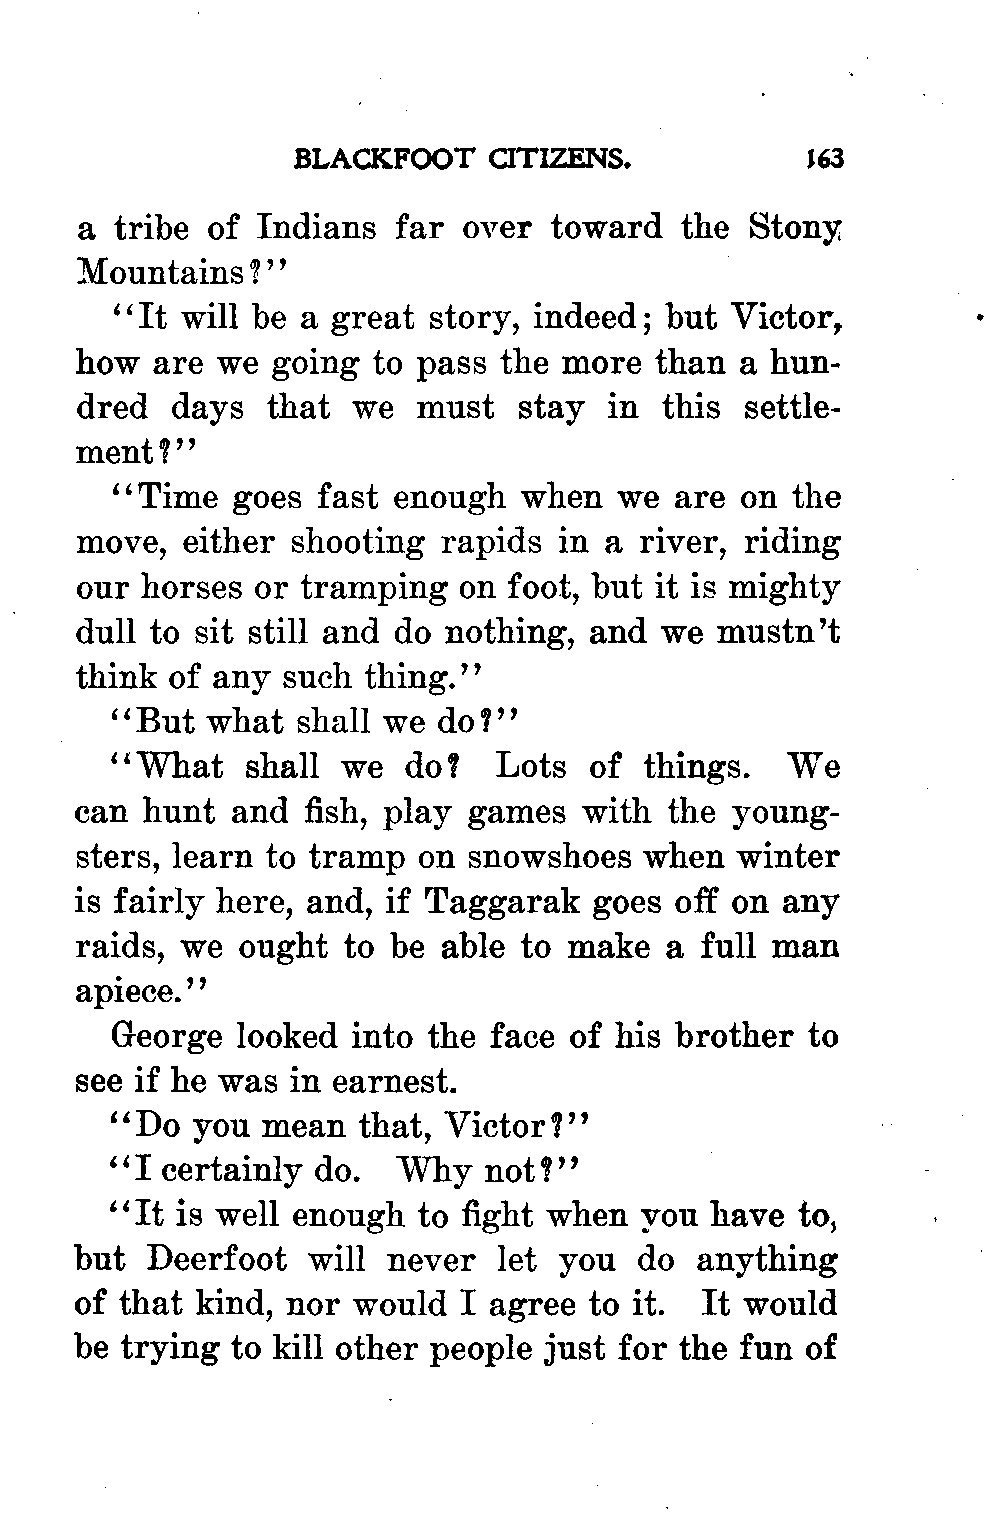 BLACKFOOT CITIZENS. 163
a tribe of Indians far over toward the Stony
Mountains?''
''It will be a great story, indeed; but Victor,
how are we going to pass the more than a hun-
dred days that we must stay in this settle-
ment?''
''Time goes fast enough when we are on the
move, either shooting rapids in a river, riding
our horses or tramping on foot, but it is mighty
dull to sit still and do nothing, and we mustn't
think of any such thing.''
''But what shall we do?''
''What shall we do? Lots of things. We
can hunt and fish, play games with the young-
sters, learn to tramp on snowshoes when winter
is fairly here, and, if Taggarak goes off on any
raids, we ought to be able to make a full man
apiece.''
George looked into the face of his brother to
see if he was in earnest.
''Do you mean that, Victor?''
''I certainly do. Why not?''
''It is well enough to fight when you have to,
but Deerfoot will never let you do anything
of that kind, nor would I agree to it. It would
be trying to kill other people just for the fun of